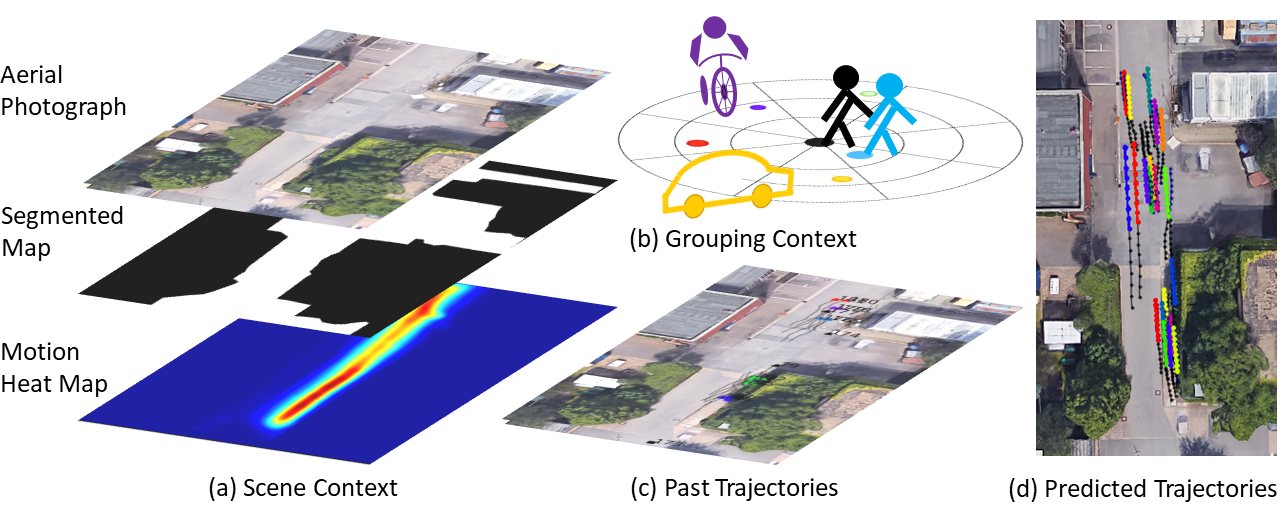 Aerial
Photograph
Segmented
Map
Motion
Heat Map
(a) Scene Context
(b) Grouping Context
(c) Past Trajectories
(d) Predicted Trajectories